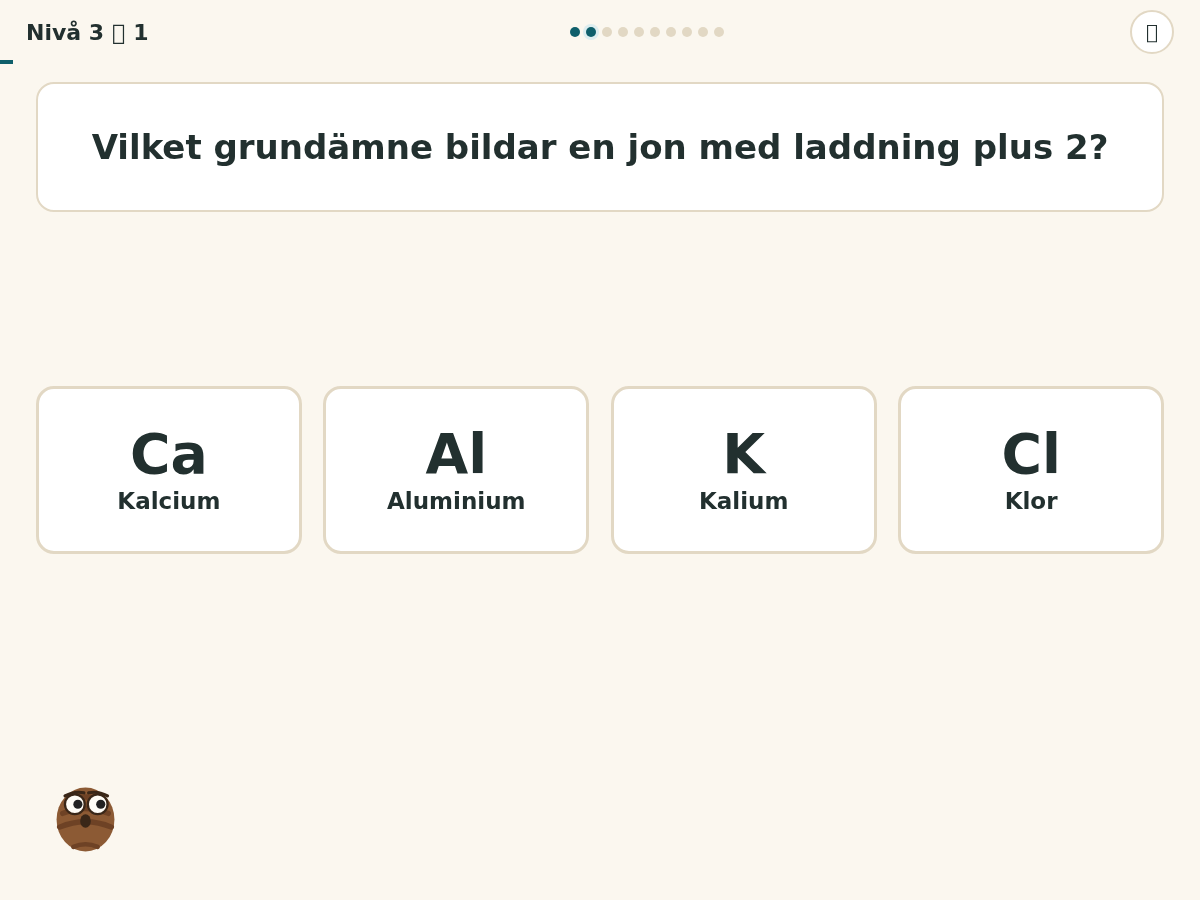 Nivå 3 1
Vilket grundämne bildar en jon med laddning plus 2?
Ca
Kalcium
Al
Aluminium
K
Kalium
Cl
Klor